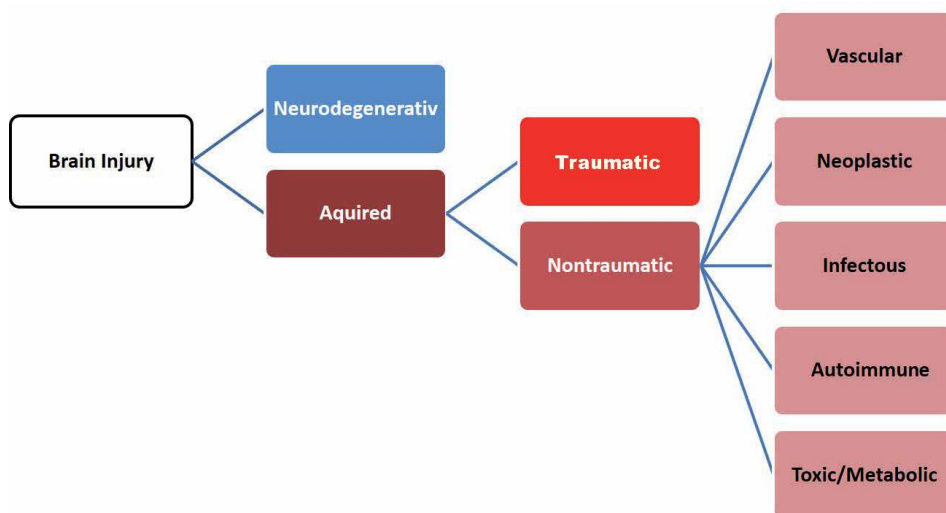 Brain Injury
Neurodegenerativ
Aquired
Traumatic
Nontraumatic
Vascular
Neoplastic
Infectous
Autoimmune
Toxic/Metabolic